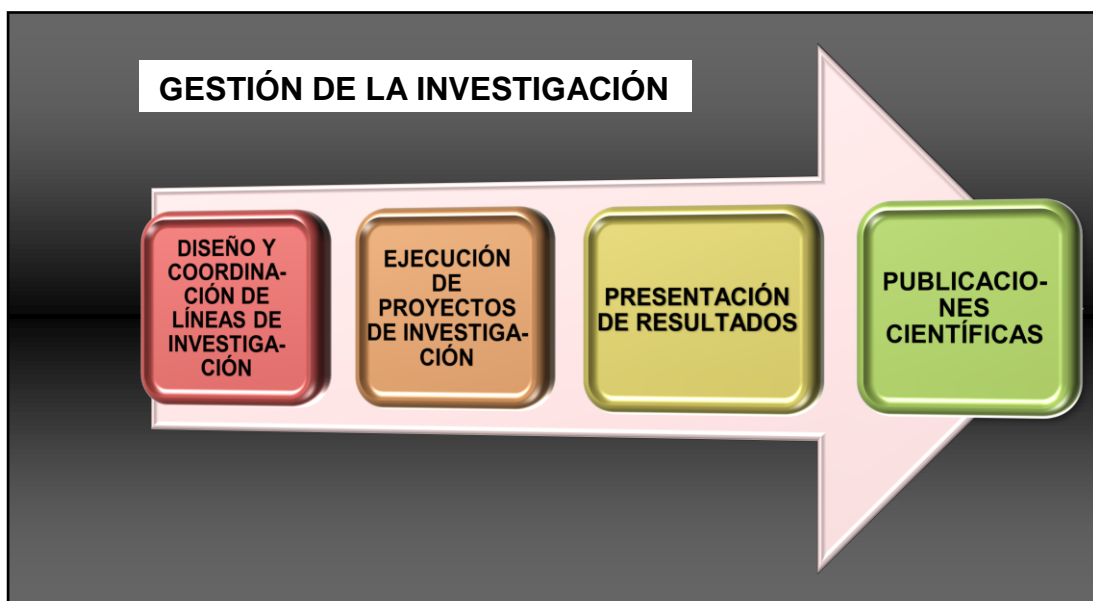 GESTIÓN DE LA INVESTIGACIÓN
DISEÑO Y
COORDINA-
CIÓN DE
LÍNEAS DE
INVESTIGA-
CIÓN
EJECUCIÓN
DE
PROYECTOS
DE INVESTIGA-
CIÓN
PRESENTACIÓN
DE RESULTADOS
PUBLICACIO-
NES
CIENTÍFICAS